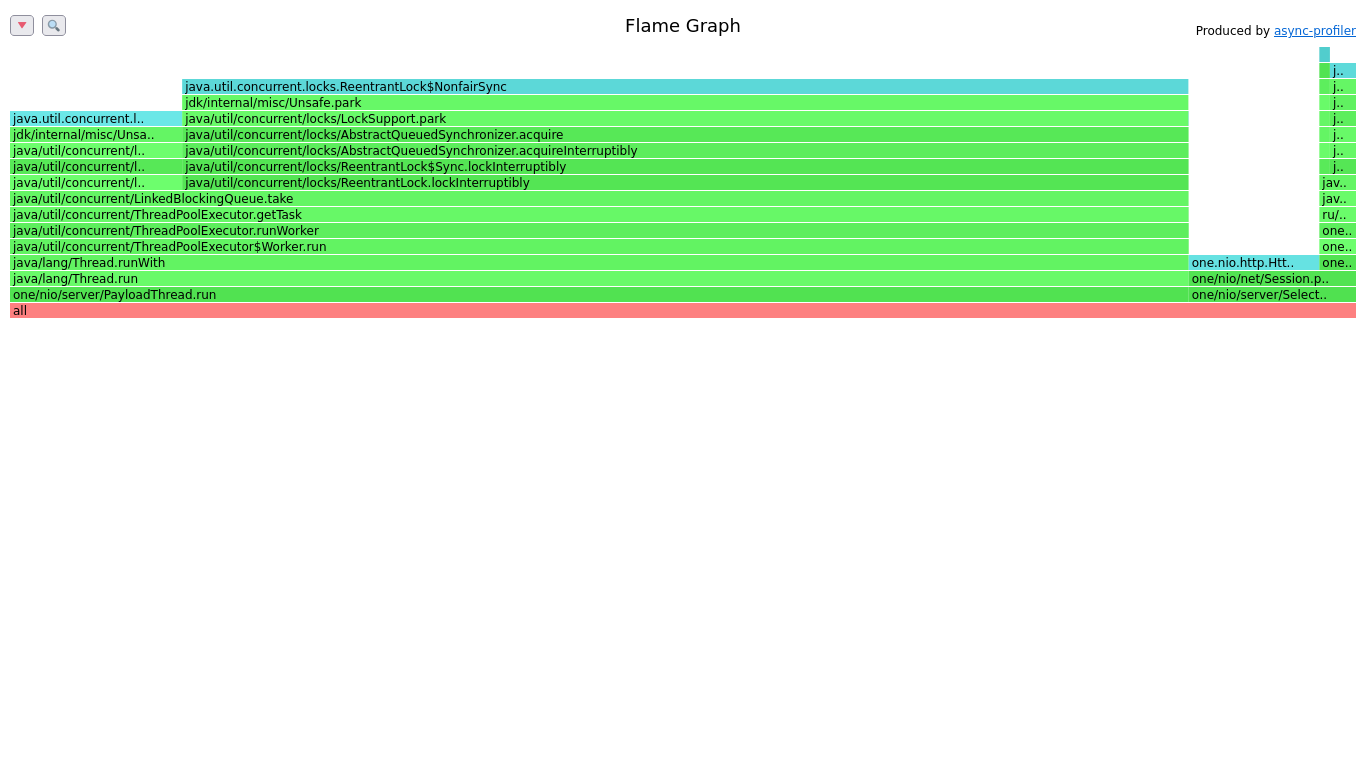 Flame Graph
Produced by async-profiler
j..
java.util.concurrent.locks.ReentrantLock$NonfairSync j..
jdk/internal/misc/Unsafe.park j..
java.util.concurrent.l.. java/util/concurrent/locks/LockSupport.park j..
jdk/internal/misc/Unsa.. java/util/concurrent/locks/AbstractQueuedSynchronizer.acquire j..
java/util/concurrent/l.. java/util/concurrent/locks/AbstractQueuedSynchronizer.acquireInterruptibly j..
java/util/concurrent/l.. java/util/concurrent/locks/ReentrantLock$Sync.lockInterruptibly j..
java/util/concurrent/l.. java/util/concurrent/locks/ReentrantLock.lockInterruptibly jav..
java/util/concurrent/LinkedBlockingQueue.take jav..
java/util/concurrent/ThreadPoolExecutor.getTask ru/..
java/util/concurrent/ThreadPoolExecutor.runWorker one..
java/util/concurrent/ThreadPoolExecutor$Worker.run one..
java/lang/Thread.runWith one.nio.http.Htt.. one..
java/lang/Thread.run one/nio/net/Session.p..
one/nio/server/PayloadThread.run one/nio/server/Select..
all